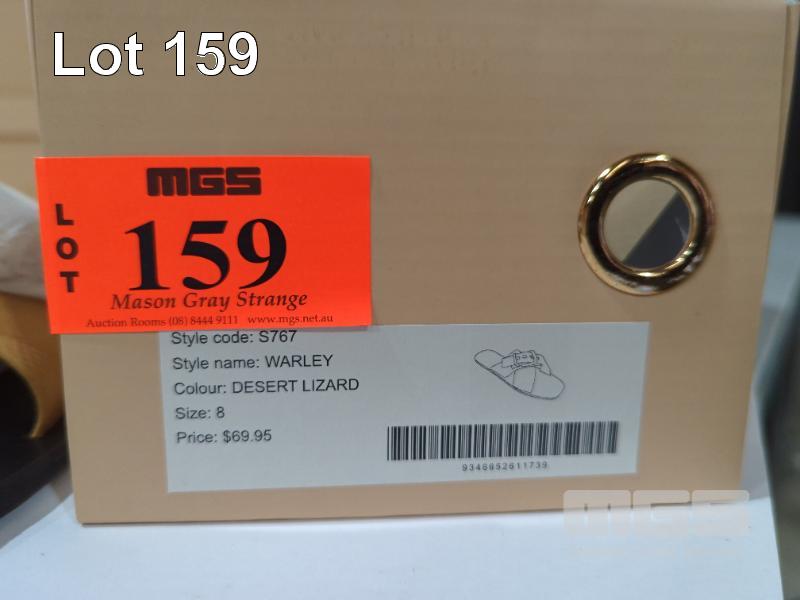 Lot 159
MGS
LOT
159
Mason Gray Strange
Auction Rooms (08) 8444 9111 www.mgs.net.au
Style code: S767
Style name: WARLEY
Colour: DESERT LIZARD
Size: 8
Price: $69.95
9346852611739
MGS